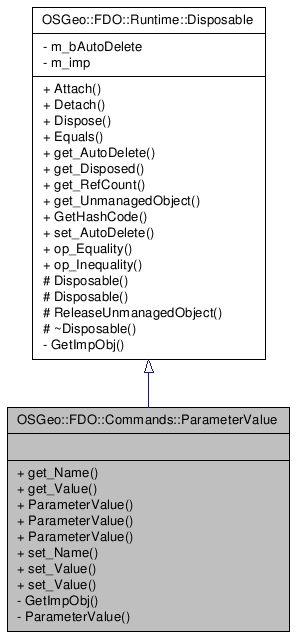 OSGeo::FDO::Runtime::Disposable
- m_bAutoDelete
- m_imp
+ Attach()
+ Detach()
+ Dispose()
+ Equals()
+ get_AutoDelete()
+ get_Disposed()
+ get_RefCount()
+ get_UnmanagedObject()
+ GetHashCode()
+ set_AutoDelete()
+ op_Equality()
+ op_Inequality()
# Disposable()
# Disposable()
# ReleaseUnmanagedObject()
# ~Disposable()
- GetImpObj()
OSGeo::FDO::Commands::ParameterValue
+ get_Name()
+ get_Value()
+ ParameterValue()
+ ParameterValue()
+ ParameterValue()
+ set_Name()
+ set_Value()
+ set_Value()
- GetImpObj()
- ParameterValue()